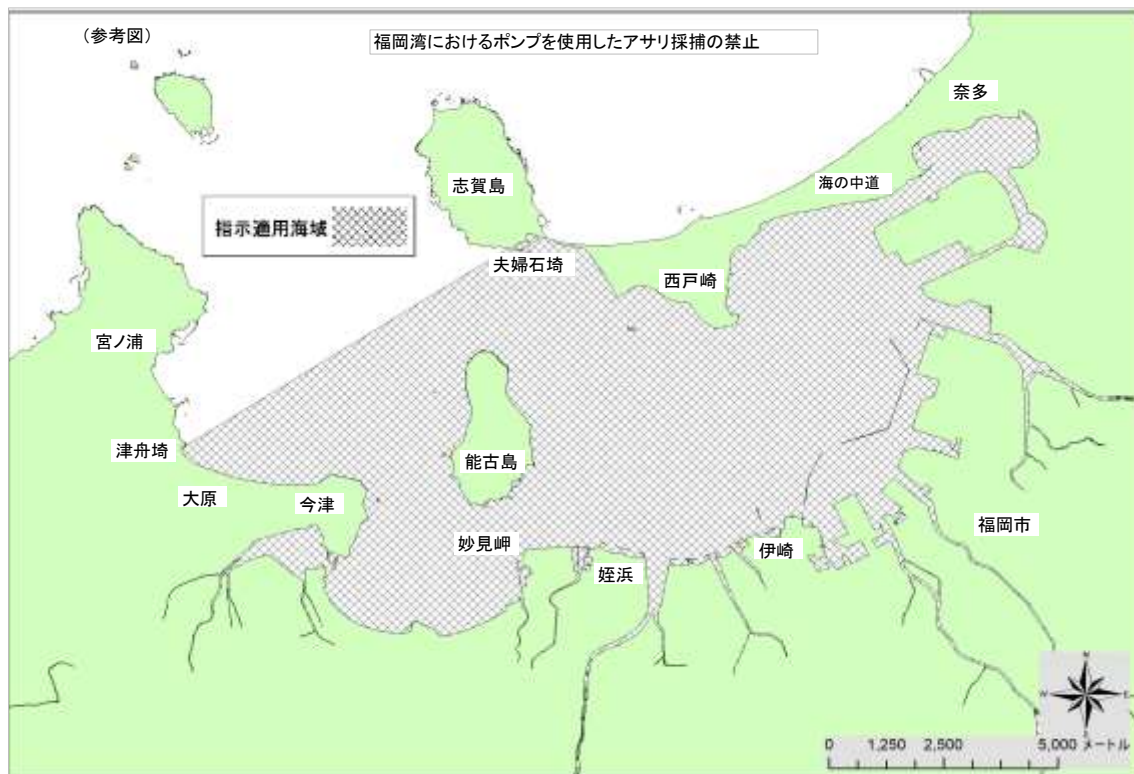 (参考図)
福岡湾におけるポンプを使用したアサリ採捕の禁止
奈多
志賀島
海の中道
指示適用海域
夫婦石埼
西戸崎
宮ノ浦
津舟埼
能古島
大原
今津
福岡市
妙見岬
伊崎
姪浜
N
W
E
S
0 1,250 2,500 5,000 メートル